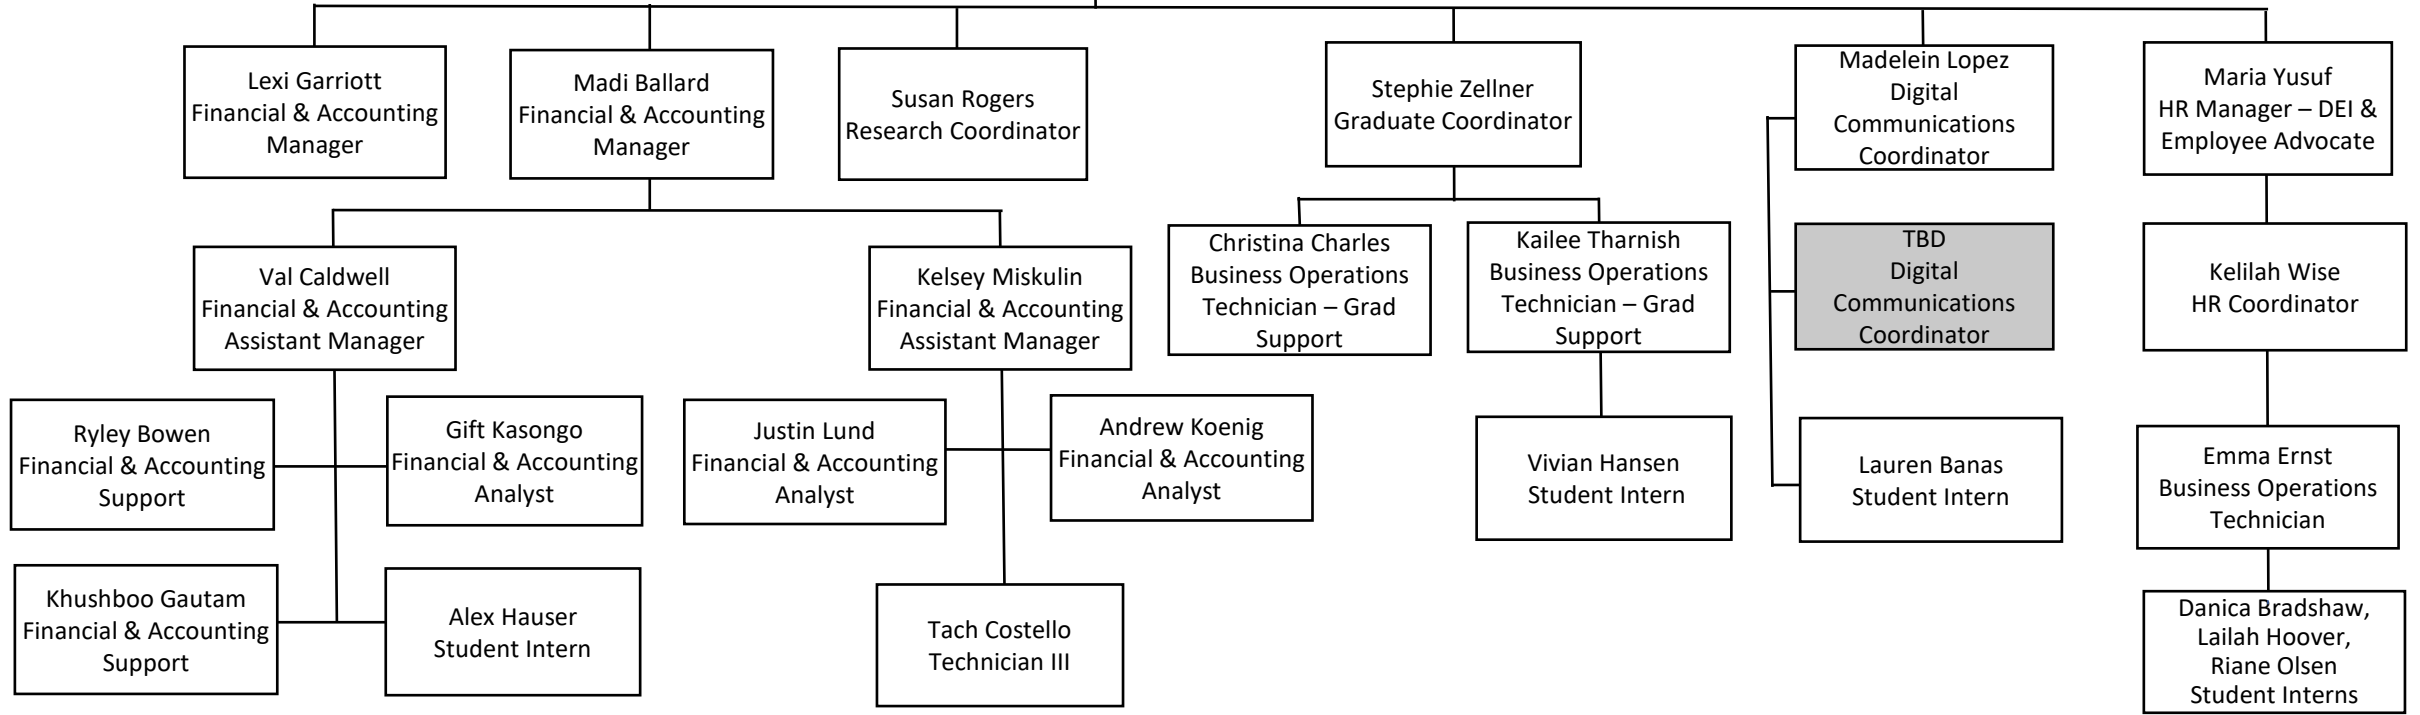 Lexi Garriott
Financial & Accounting
Manager
Madi Ballard
Financial & Accounting
Manager
Susan Rogers
Research Coordinator
Stephie Zellner
Graduate Coordinator
Madelein Lopez
Digital
Communications
Coordinator
Maria Yusuf
HR Manager – DEI &
Employee Advocate
Val Caldwell
Financial & Accounting
Assistant Manager
Kelsey Miskulin
Financial & Accounting
Assistant Manager
Christina Charles
Business Operations
Technician – Grad
Support
Kailee Tharnish
Business Operations
Technician – Grad
Support
TBD
Digital
Communications
Coordinator
Kelilah Wise
HR Coordinator
Ryley Bowen
Financial & Accounting
Support
Gift Kasongo
Financial & Accounting
Analyst
Justin Lund
Financial & Accounting
Analyst
Andrew Koenig
Financial & Accounting
Analyst
Vivian Hansen
Student Intern
Lauren Banas
Student Intern
Emma Ernst
Business Operations
Technician
Khushboo Gautam
Financial & Accounting
Support
Alex Hauser
Student Intern
Tach Costello
Technician III
Danica Bradshaw,
Lailah Hoover,
Riane Olsen
Student Interns